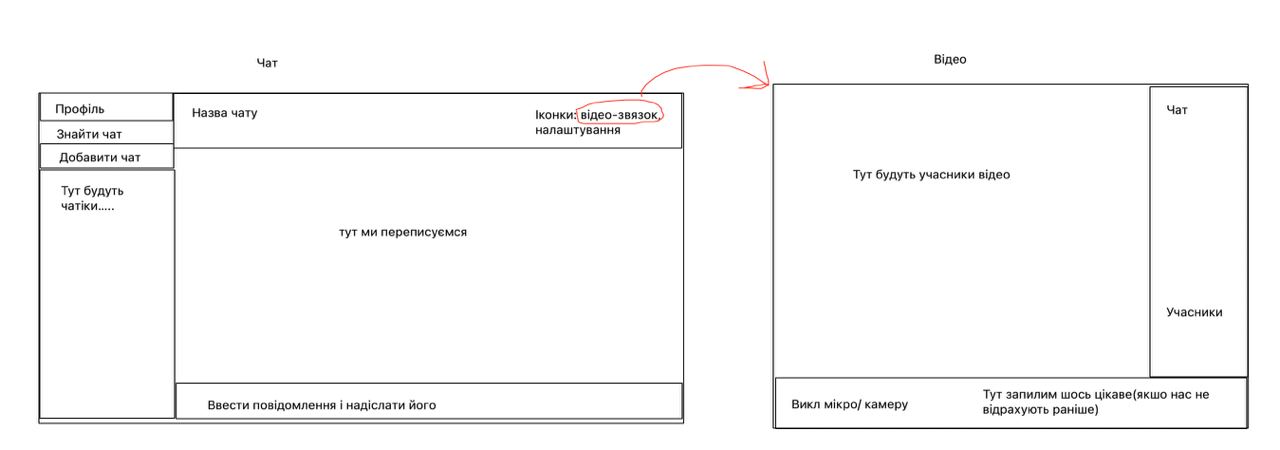 Чат
Профіль
Знайти чат
Добавити чат
Тут будуть
чатіки.....
Назва чату
Іконки: відео-звязок,
налаштування
тут ми переписуємся
Ввести повідомлення і надіслати його
Відео
Тут будуть учасники відео
Чат
Учасники
Викл мікро/ камеру
Тут запилим шось цікаве(якшо нас не
відрахують раніше)